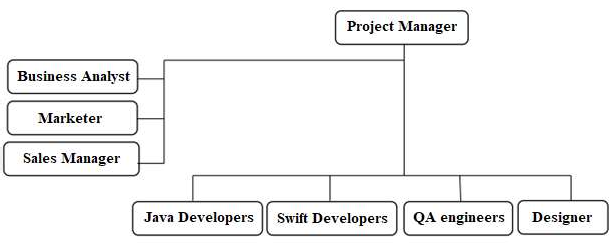 Project Manager
Business Analyst
Marketer
Sales Manager
Java Developers
Swift Developers
QA engineers
Designer